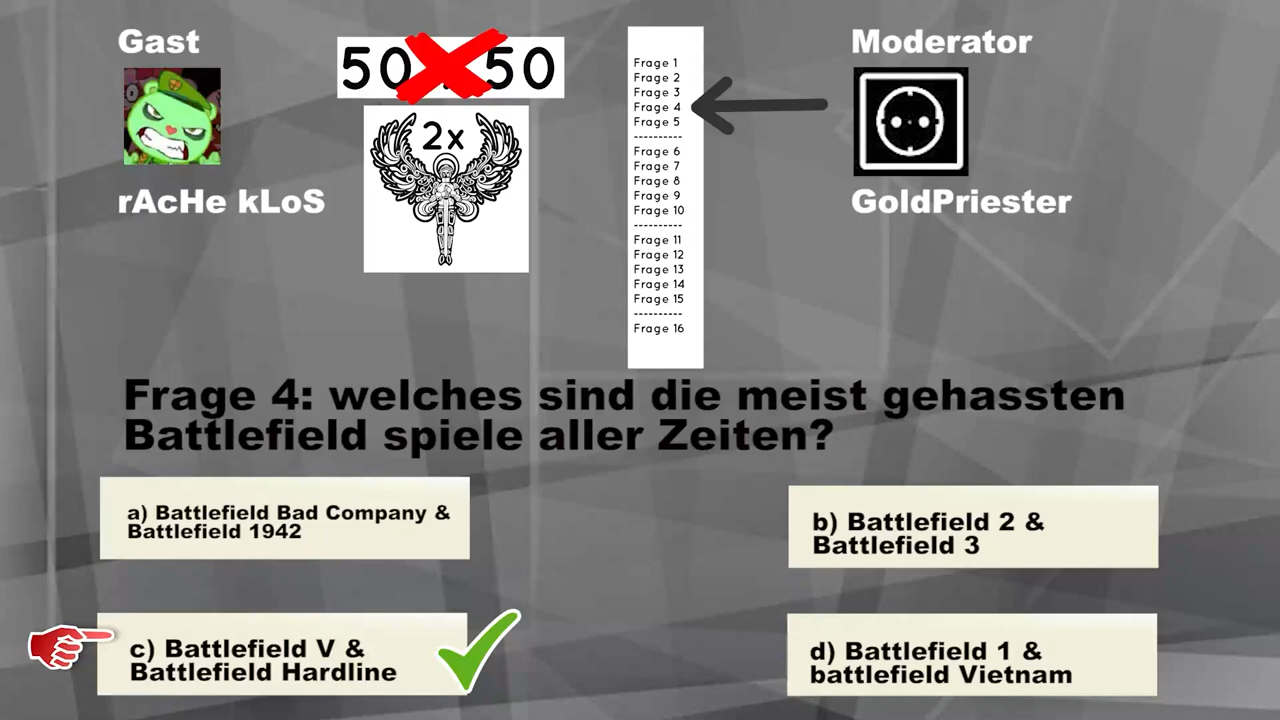 Gast
rAcHe kLoS
50
50
2x
Frage 1
Frage 2
Frage 3
Frage 4
Frage 5
----------
Frage 6
Frage 7
Frage 8
Frage 9
Frage 10
----------
Frage 11
Frage 12
Frage 13
Frage 14
Frage 15
----------
Frage 16
Moderator
GoldPriester
Frage 4: welches sind die meist gehassten
Battlefield spiele aller Zeiten?
a) Battlefield Bad Company &
Battlefield 1942
b) Battlefield 2 &
Battlefield 3
c) Battlefield V &
Battlefield Hardline
d) Battlefield 1 &
battlefield Vietnam